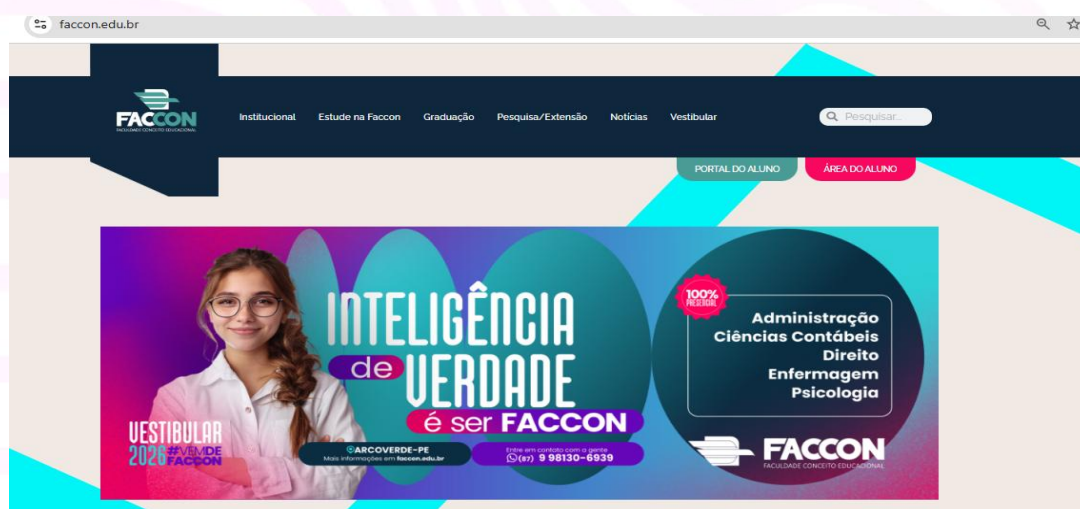 faccon.edu.br
FACCON
FACULDADE CONCEITO EDUCACIONAL
Institucional Estude na Faccon Graduação Pesquisa/Extensão Notícias Vestibular
Pesquisar...
PORTAL DO ALUNO ÁREA DO ALUNO
INTELIGÊNCIA
de
VERDADE
é ser FACCON
VESTIBULAR
2026 #VEMDE
FACCON
ARCOVERDE-PE
Mais informações em faccon.edu.br
Entre em contato com a gente
(87) 9 98130-6939
100%
PRESENCIAL
Administração
Ciências Contábeis
Direito
Enfermagem
Psicologia
FACCON
FACULDADE CONCEITO EDUCACIONAL